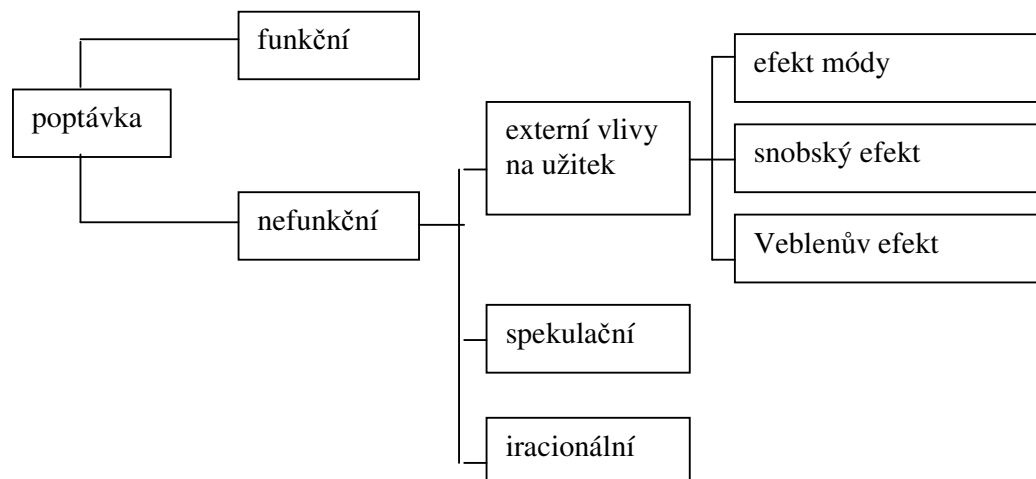 funkční
poptávka
nefunkční
externí vlivy
na užitek
efekt módy
snobský efekt
Veblenův efekt
spekulační
iracionální